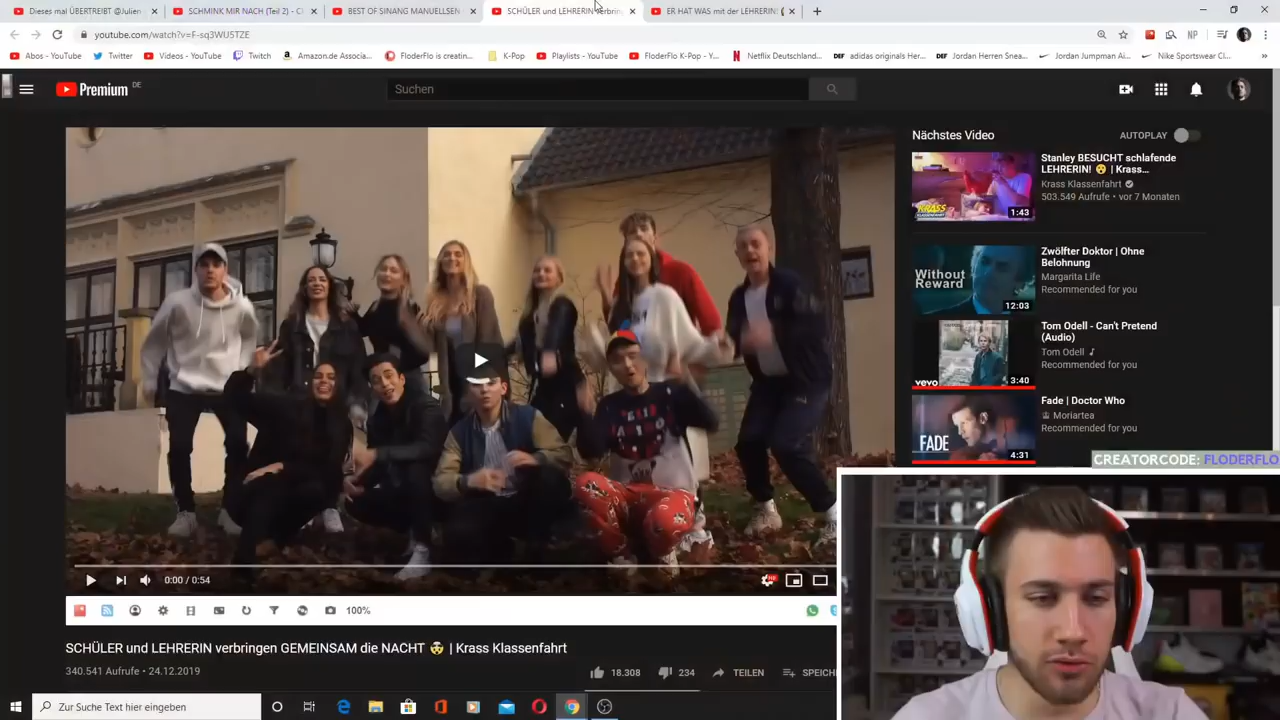 Dieses mal ÜBERTREIBT @Julien
SCHMINK MIR NACH [Teil 2] - C
BEST OF SINANG MANUELLSEN
SCHÜLER und LEHRERIN verbrin
ER HAT WAS mit der LEHRERIN!
youtube.com/watch?v=F-sq3WU5TZE
NP
Abos - YouTube
Twitter
Videos - YouTube
Twitch
Amazon.de Associa...
FloderFlo is creatin...
K-Pop
Playlists - YouTube
FloderFlo K-Pop - Y...
Netflix Deutschland...
DEF adidas originals Her...
DEF Jordan Herren Snea...
Jordan Jumpman Ai...
Nike Sportswear Cl...
Premium DE
Suchen
Nächstes Video
AUTOPLAY
KRASS
KLASSENFAHRT
1:43
Stanley BESUCHT schlafende
LEHRERIN! 😲 | Krass...
Krass Klassenfahrt
503.549 Aufrufe • vor 7 Monaten
Without
Reward
12:03
Zwölfter Doktor | Ohne
Belohnung
Margarita Life
Recommended for you
vevo
3:40
Tom Odell - Can't Pretend
(Audio)
Tom Odell
Recommended for you
FADE
4:31
Fade | Doctor Who
Moriartea
Recommended for you
CREATORCODE: FLODERFLO
0:00 / 0:54
HD
100%
SCHÜLER und LEHRERIN verbringen GEMEINSAM die NACHT 😲 | Krass Klassenfahrt
340.541 Aufrufe • 24.12.2019
18.308
234
TEILEN
SPEICH
Zur Suche Text hier eingeben